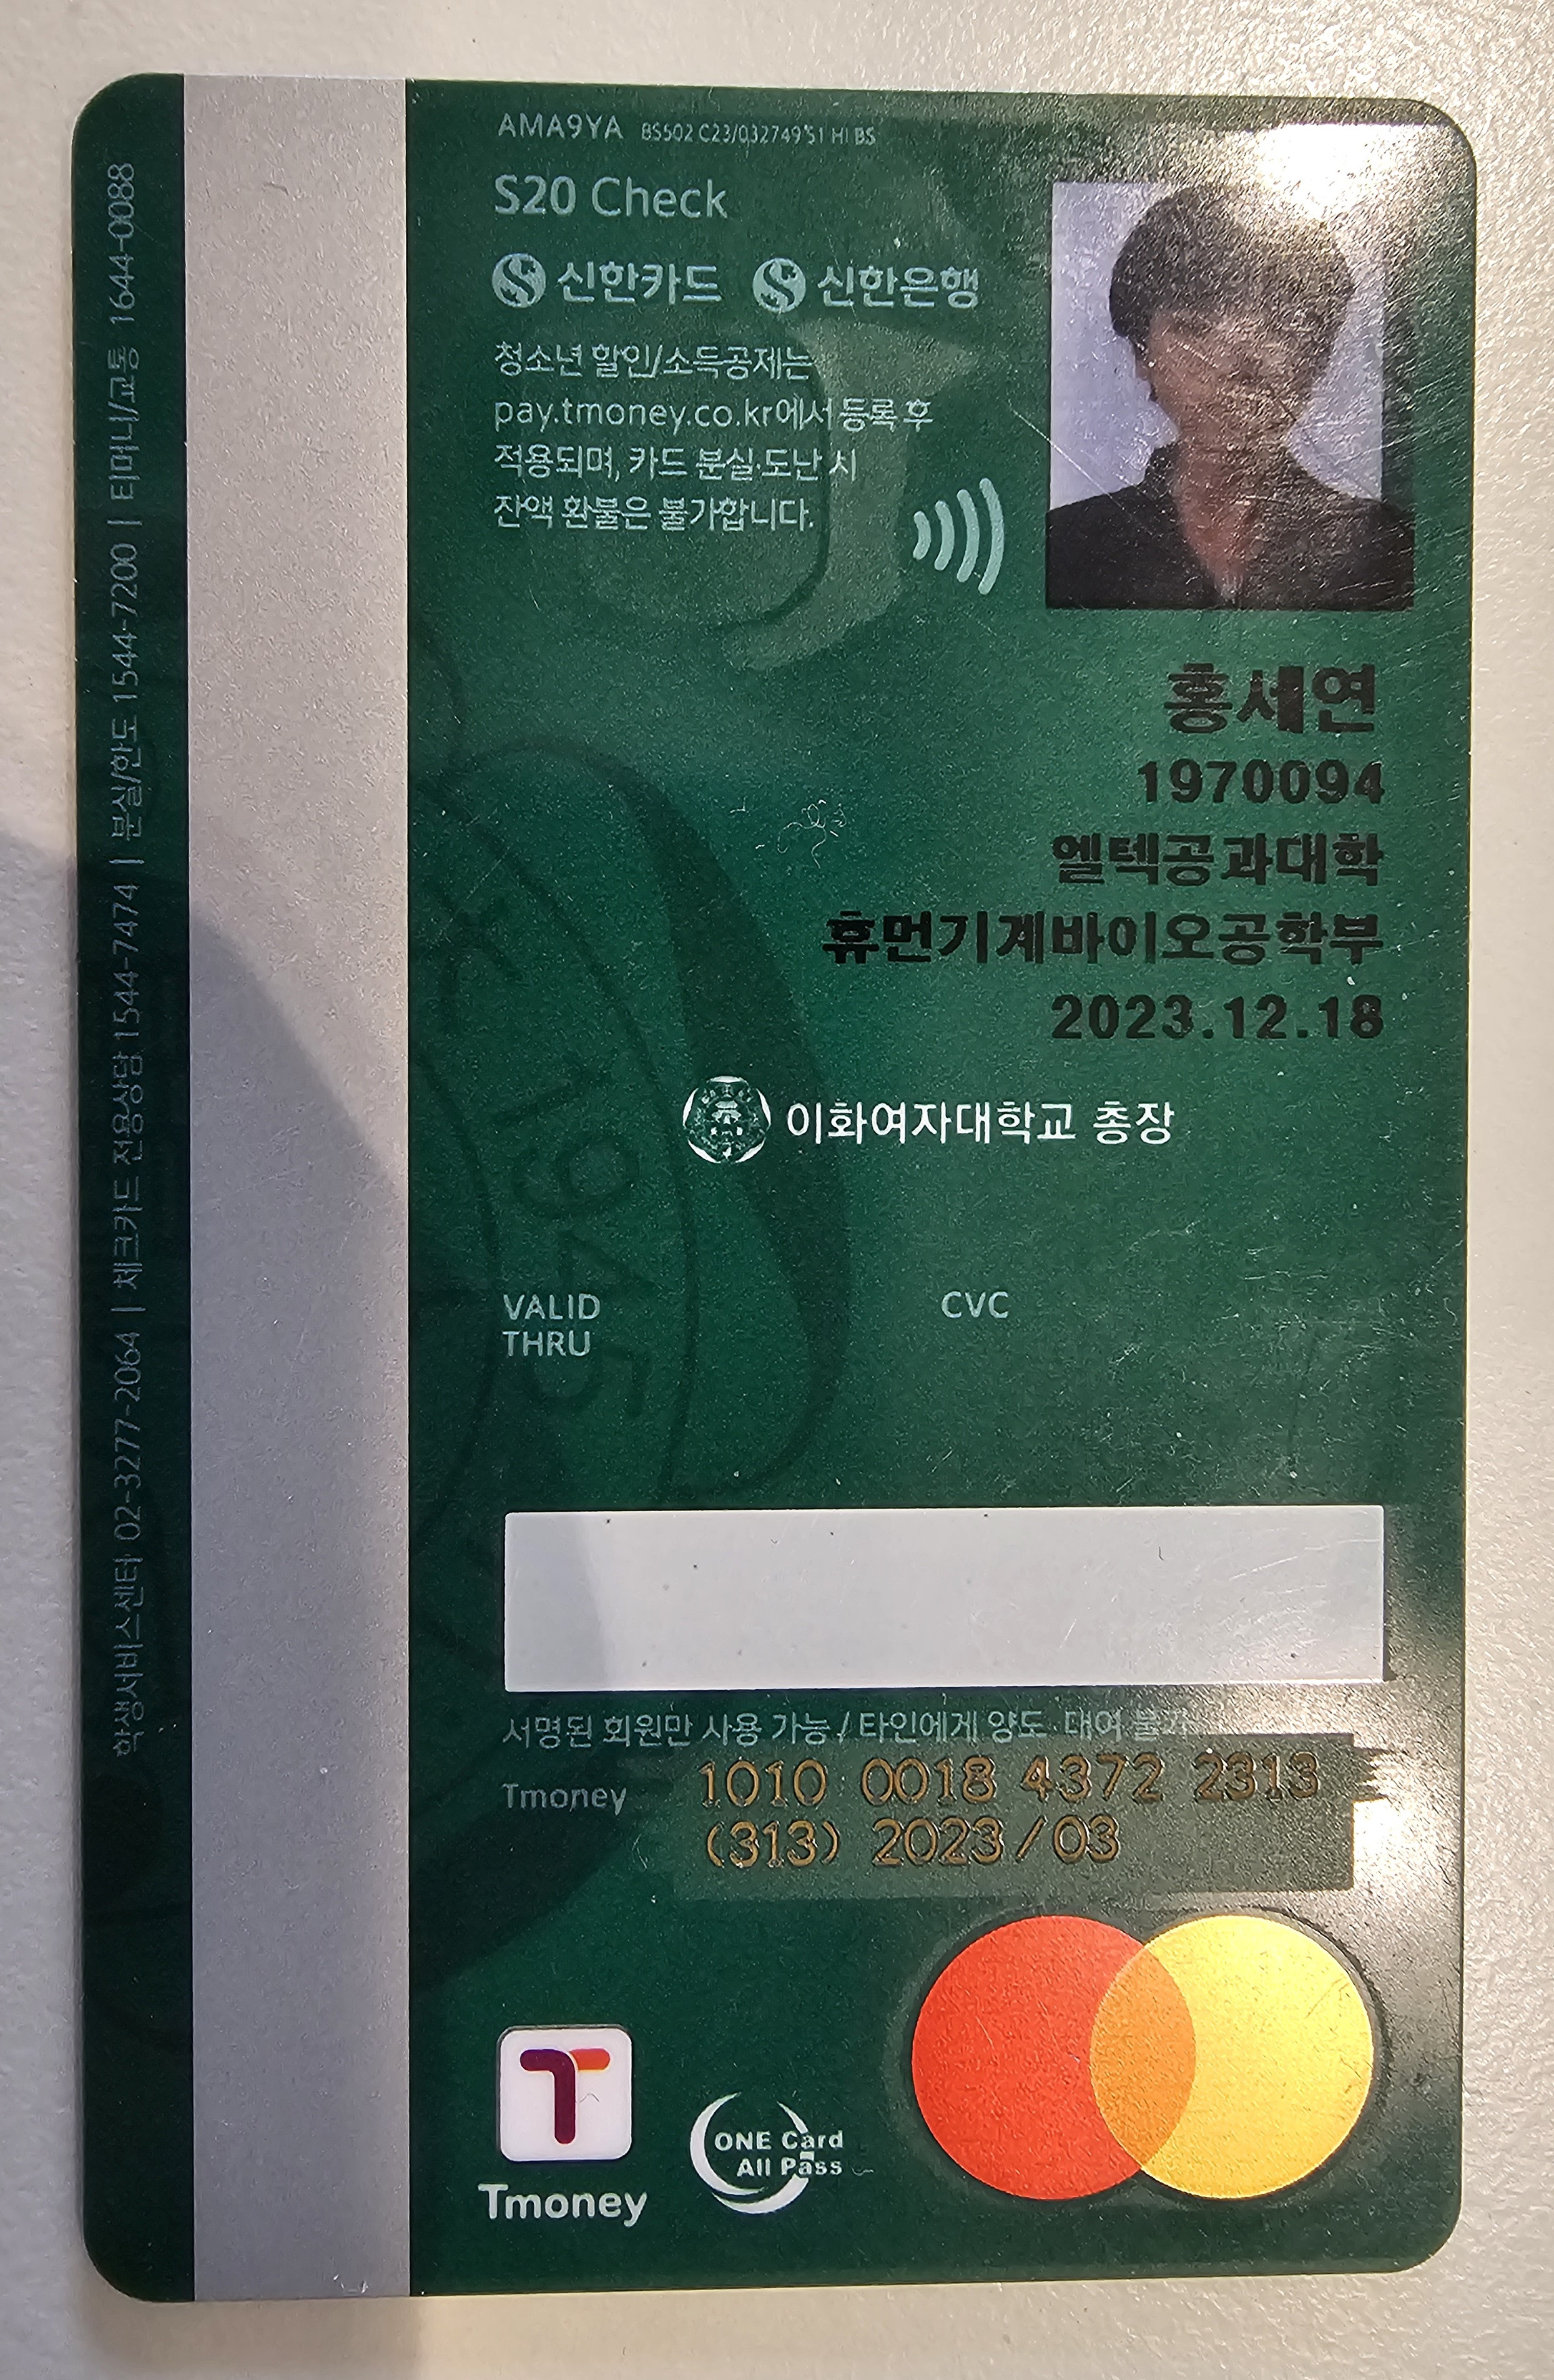 AMA9YA BS502 C23/032749'51 HI BS
S20 Check
신한카드 신한은행
청소년 할인/소득공제는
pay.tmoney.co.kr에서 등록 후
적용되며, 카드 분실·도난 시
잔액 환불은 불가합니다.
홍세연
1970094
엘텍공과대학
휴먼기계바이오공학부
2023.12.18
이화여자대학교 총장
VALID
THRU
CVC
서명된 회원만 사용 가능 / 타인에게 양도·대여 불가
Tmoney
1010 0018 4372 2313
(313) 2023/03
Tmoney
ONE Card
All Pass
학생서비스센터 02-3277-2064 | 체크카드 전용상담 1544-7474 | 분실/한도 1544-7200 | 티머니/교통 1644-0088